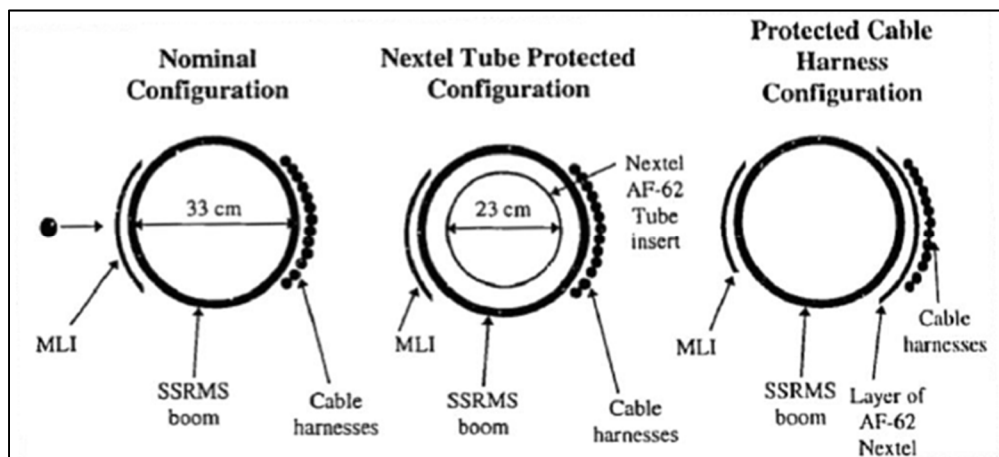 Nominal
Configuration
33 cm
MLI
SSRMS
boom
Cable
harnesses
Nextel Tube Protected
Configuration
23 cm
Nextel
AF-62
Tube
insert
MLI
SSRMS
boom
Cable
harnesses
Protected Cable
Harness
Configuration
MLI
SSRMS
boom
Layer of
AF-62
Nextel
Cable
harnesses